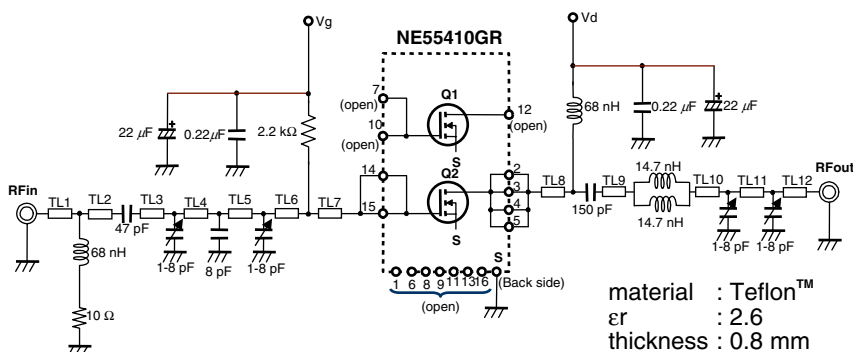 Vg
Vd
NE55410GR
7
(open)
Q1
12
(open)
10
(open)
S
22 μF
+
0.22μF
2.2 kΩ
68 nH
0.22 μF
+
22 μF
14
Q2
2
3
4
5
15
S
RFin
TL1
TL2
TL3
TL4
TL5
TL6
TL7
TL8
TL9
14.7 nH
14.7 nH
TL10
TL11
TL12
RFout
47 pF
150 pF
1-8 pF
8 pF
1-8 pF
1-8 pF
1-8 pF
68 nH
10 Ω
S
1 6 8 9 11 13 16
(Back side)
(open)
material : Teflon™
εr : 2.6
thickness : 0.8 mm